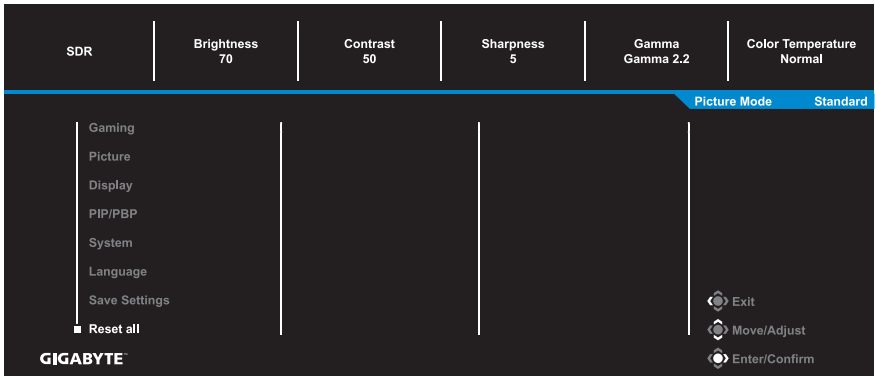 SDR
Brightness
70
Contrast
50
Sharpness
5
Gamma
Gamma 2.2
Color Temperature
Normal
Picture Mode Standard
Gaming
Picture
Display
PIP/PBP
System
Language
Save Settings
Reset all
Exit
Move/Adjust
Enter/Confirm
GIGABYTE™